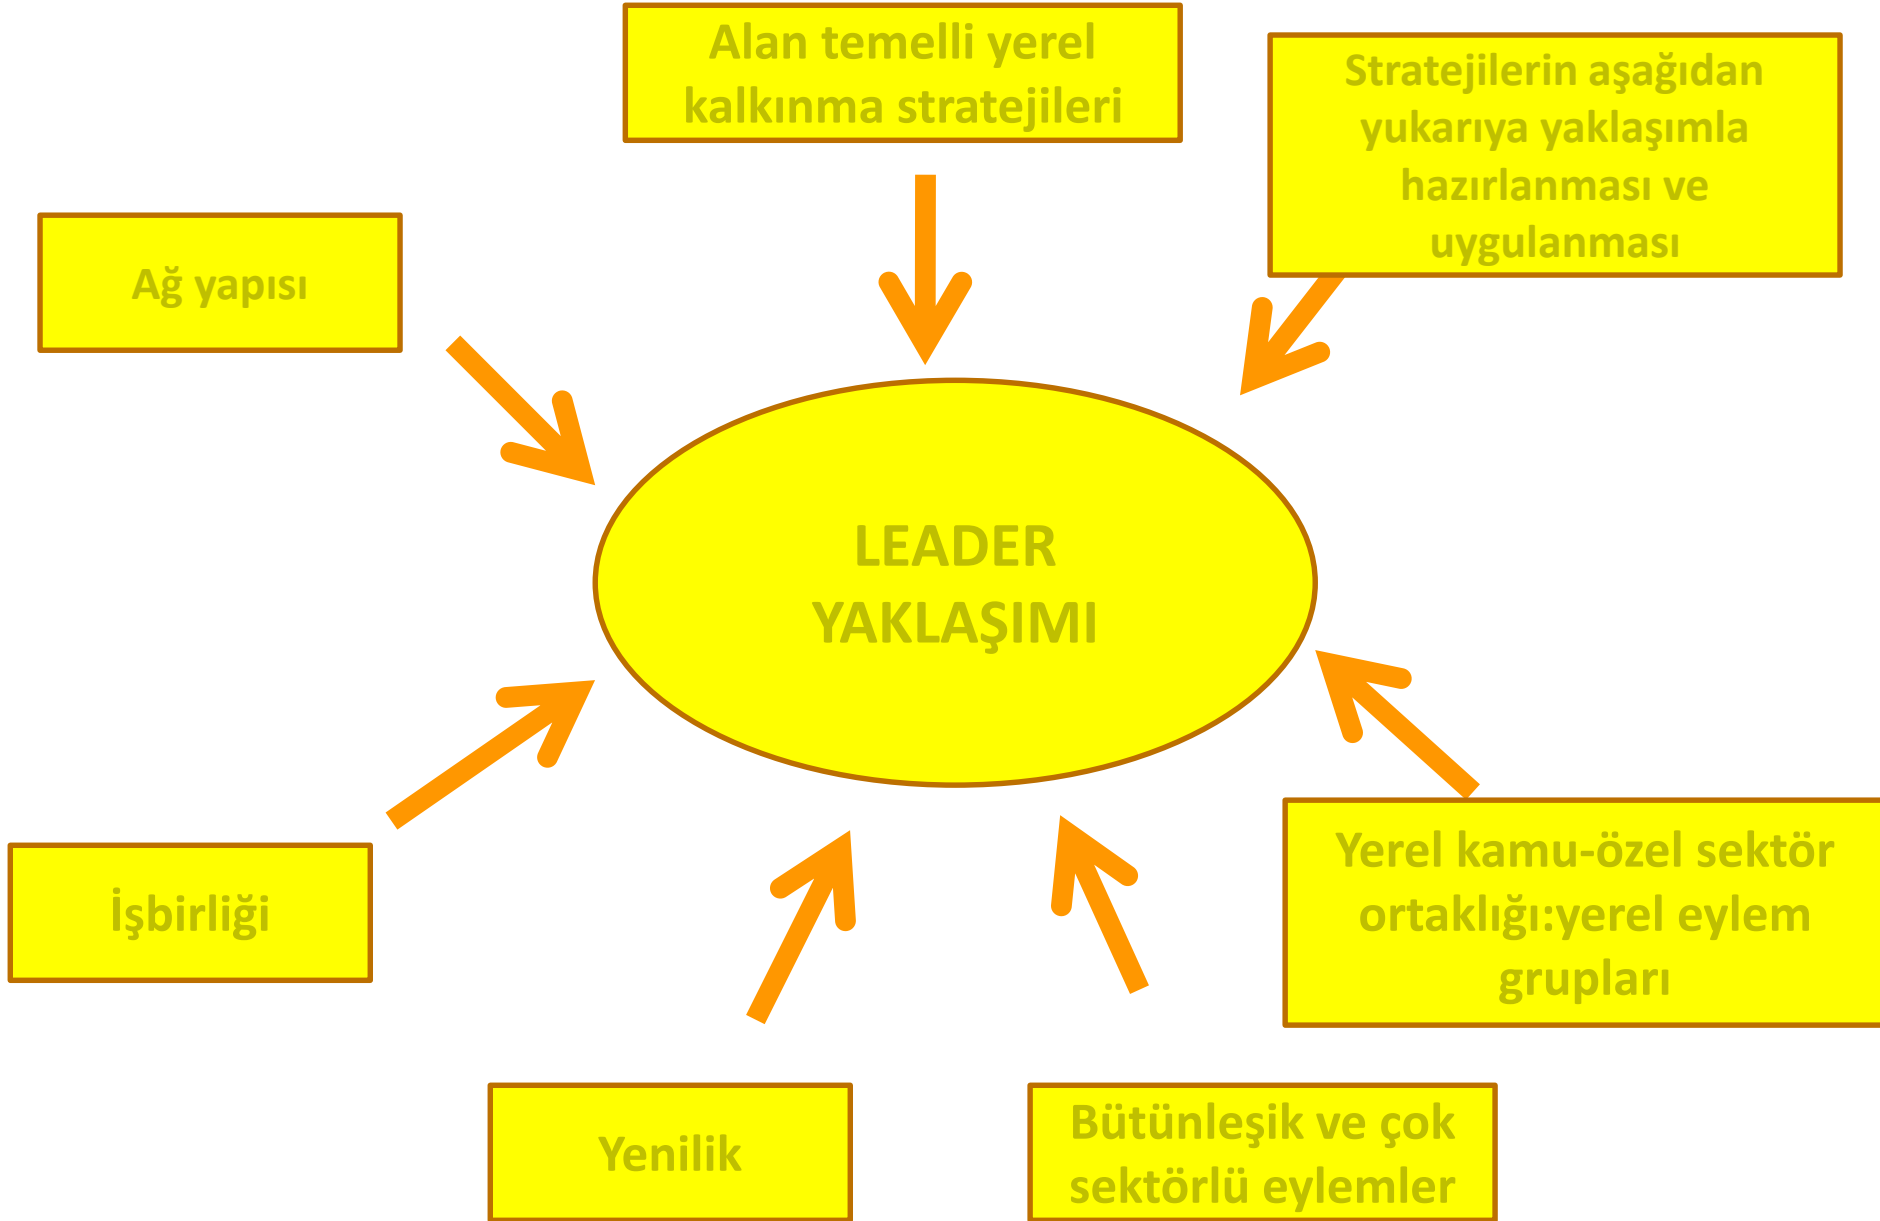 Alan temelli yerel
kalkınma stratejileri
Stratejilerin aşağıdan
yukarıya yaklaşımla
hazırlanması ve
uygulanması
Ağ yapısı
LEADER
YAKLAŞIMI
Yerel kamu-özel sektör
ortaklığı:yerel eylem
grupları
İşbirliği
Yenilik
Bütünleşik ve çok
sektörlü eylemler